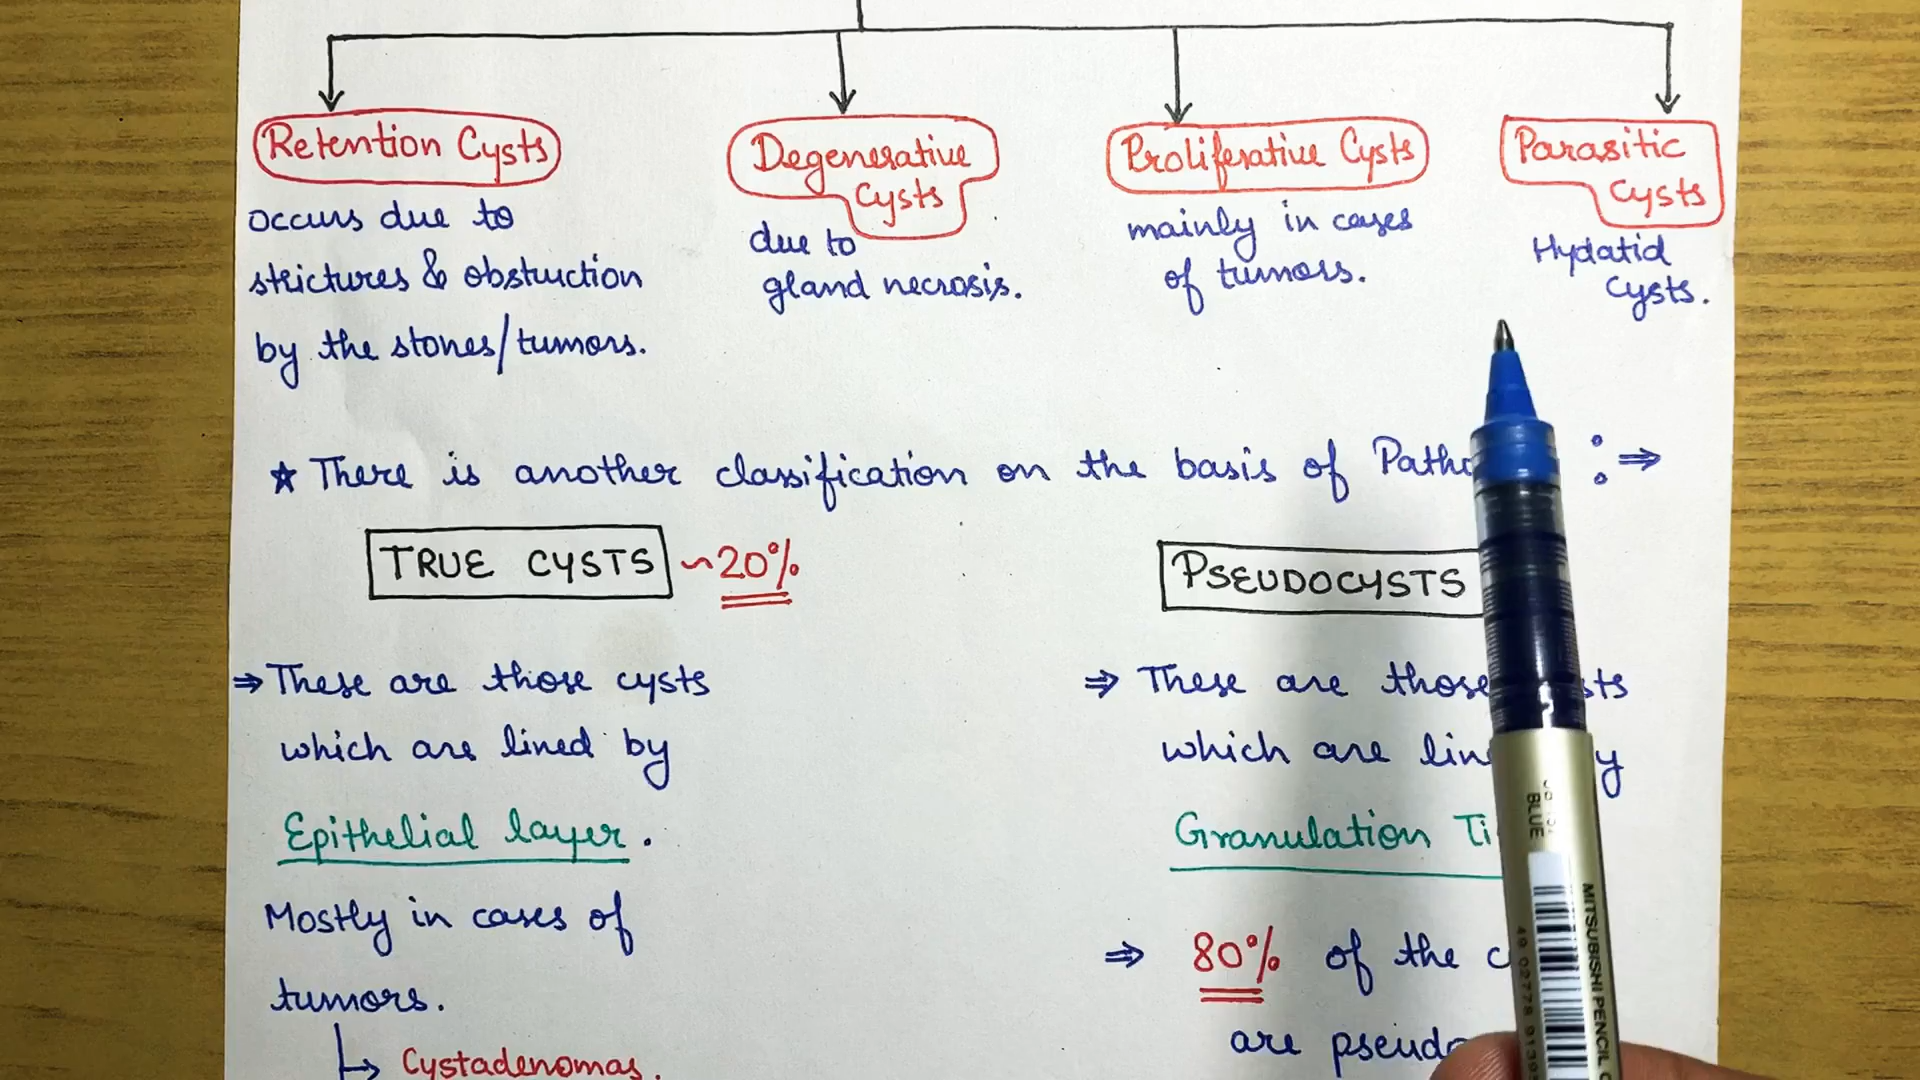 Retention Cysts
occurs due to
strictures & obstruction
by the stones/tumors.
Degenerative
Cysts
due to
gland necrosis.
Proliferative Cysts
mainly in cases
of tumors.
Parasitic
Cysts
Hydatid
Cysts.
★ There is another classification on the basis of :⇒
TRUE CYSTS ~20%
⇒ These are those cysts
which are lined by
Epithelial layer.
Mostly in cases of
tumors.
↳ Cystadenomas.
PSEUDOCYSTS
⇒ These are those
which are
Granulation
⇒ 80% of the
are
BLUE
MITSUBISHI PENCIL